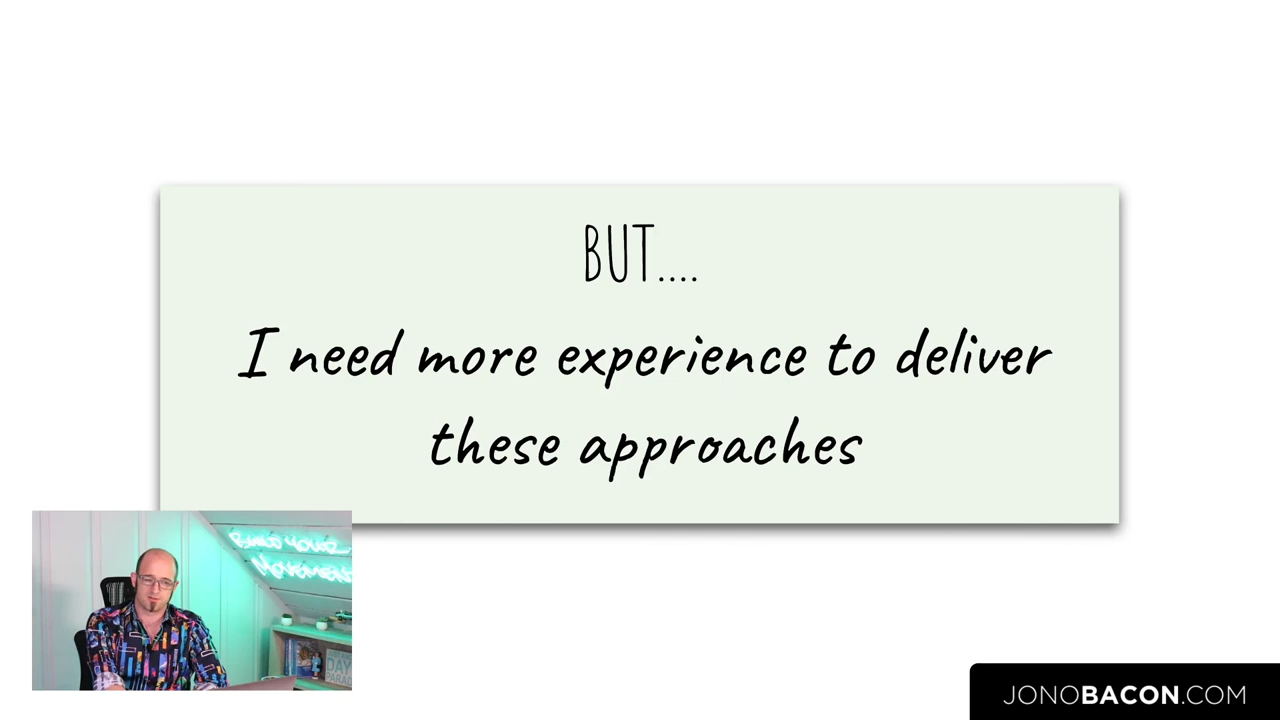 BUT....
I need more experience to deliver
these approaches
JONOBACON.COM